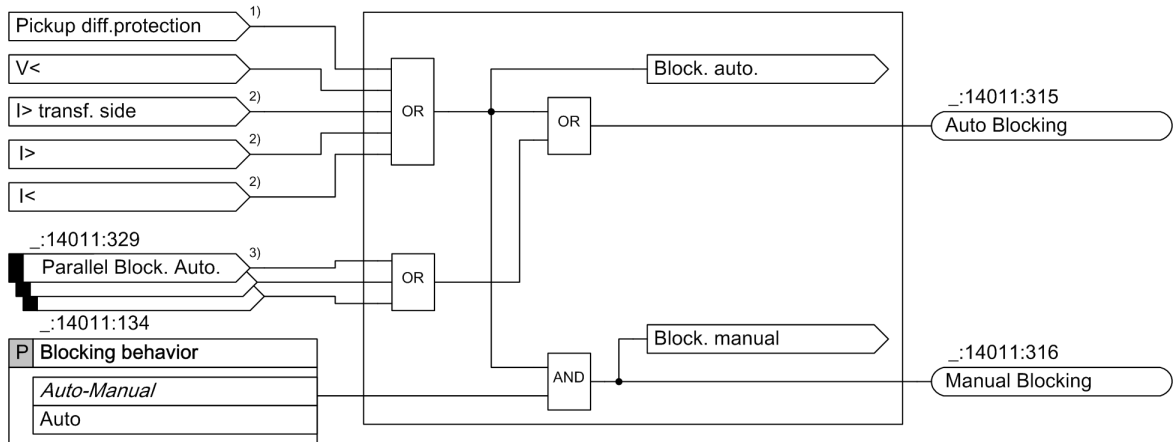 Pickup diff.protection 1)
V<
I> transf. side 2)
I> 2)
I< 2)
OR
Block. auto.
OR
_:14011:315
Auto Blocking
_:14011:329
Parallel Block. Auto. 3)
OR
_:14011:134
P Blocking behavior
Auto-Manual
Auto
AND
Block. manual
_:14011:316
Manual Blocking